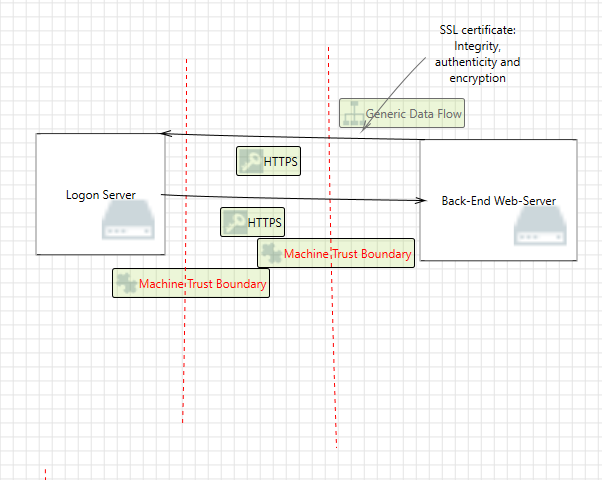 SSL certificate:
Integrity,
authenticity and
encryption
Generic Data Flow
HTTPS
Logon Server
Back-End Web-Server
HTTPS
Machine Trust Boundary
Machine Trust Boundary